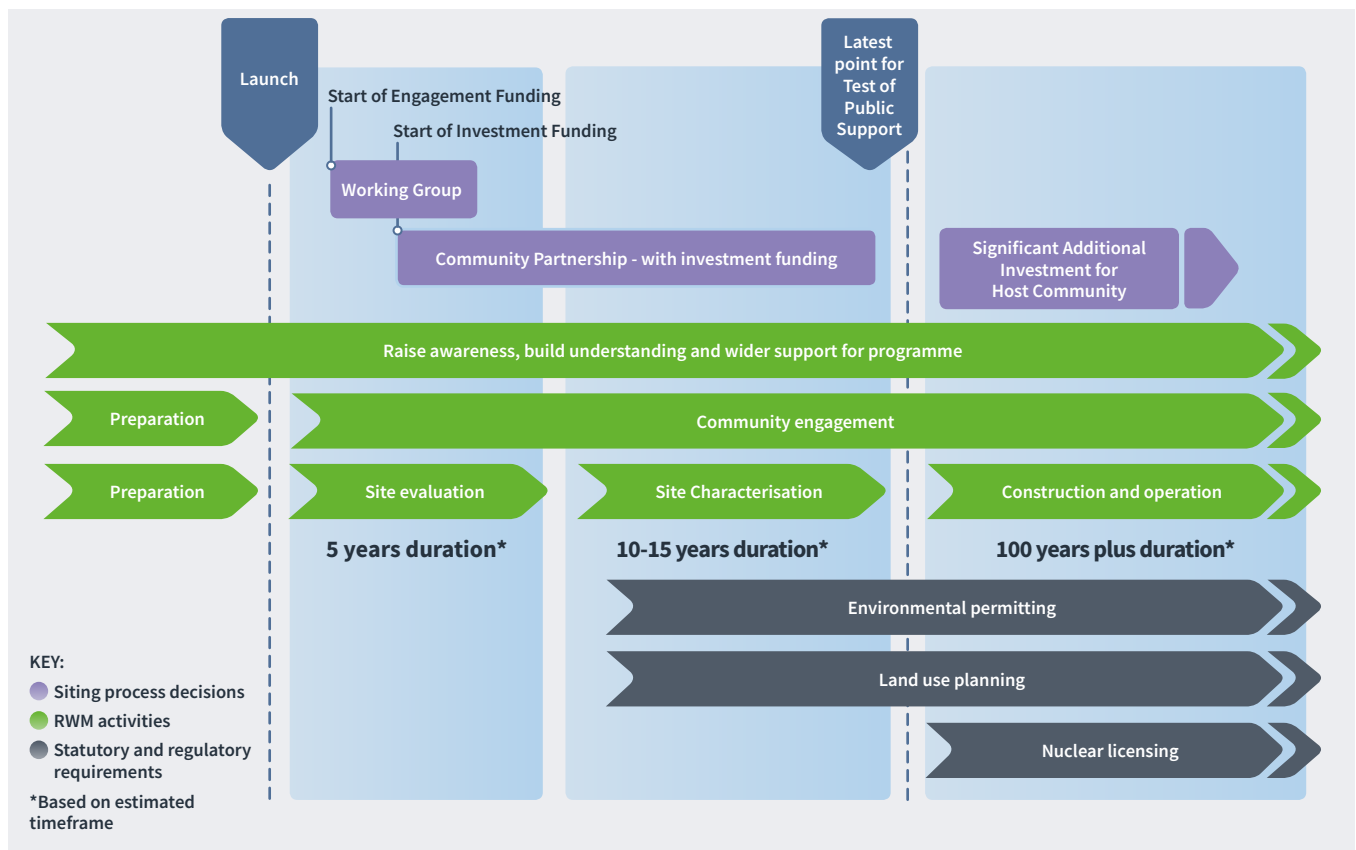 Launch
Latest
point for
Test of
Public
Support
Start of Engagement Funding
Start of Investment Funding
Working Group
Community Partnership - with investment funding
Significant Additional
Investment for
Host Community
Raise awareness, build understanding and wider support for programme
Preparation
Community engagement
Preparation
Site evaluation
Site Characterisation
Construction and operation
5 years duration*
10-15 years duration*
100 years plus duration*
Environmental permitting
Land use planning
Nuclear licensing
KEY:
Siting process decisions
RWM activities
Statutory and regulatory
requirements
*Based on estimated
timeframe